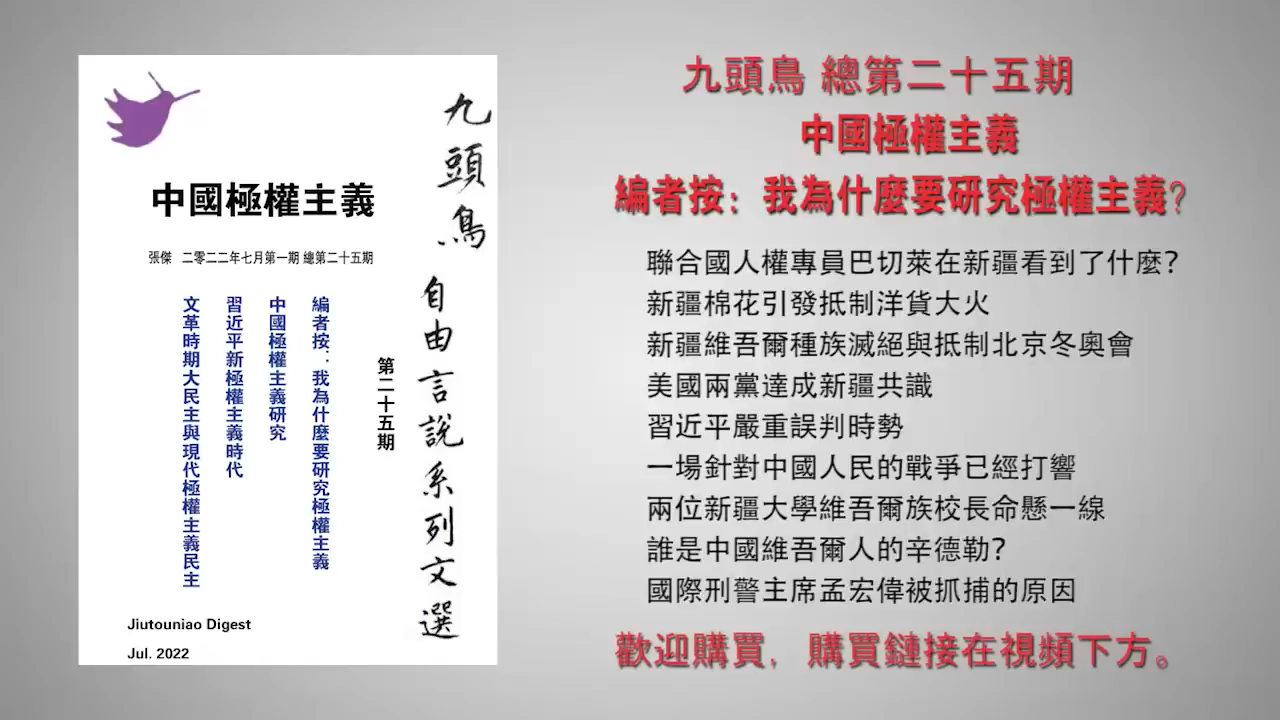 九頭鳥
自由言說系列文選
第二十五期
中國極權主義
張傑 二零二二年七月第一期 總第二十五期
編者按：我為什麼要研究極權主義
中國極權主義研究
習近平新極權主義時代
文革時期大民主與現代極權主義民主
Jiutouniao Digest
Jul. 2022
九頭鳥 總第二十五期
中國極權主義
編者按：我為什麼要研究極權主義？
聯合國人權專員巴切萊在新疆看到了什麼？
新疆棉花引發抵制洋貨大火
新疆維吾爾種族滅絕與抵制北京冬奧會
美國兩黨達成新疆共識
習近平嚴重誤判時勢
一場針對中國人民的戰爭已經打響
兩位新疆大學維吾爾族校長命懸一線
誰是中國維吾爾人的辛德勒？
國際刑警主席孟宏偉被抓捕的原因
歡迎購買，購買鏈接在視頻下方。